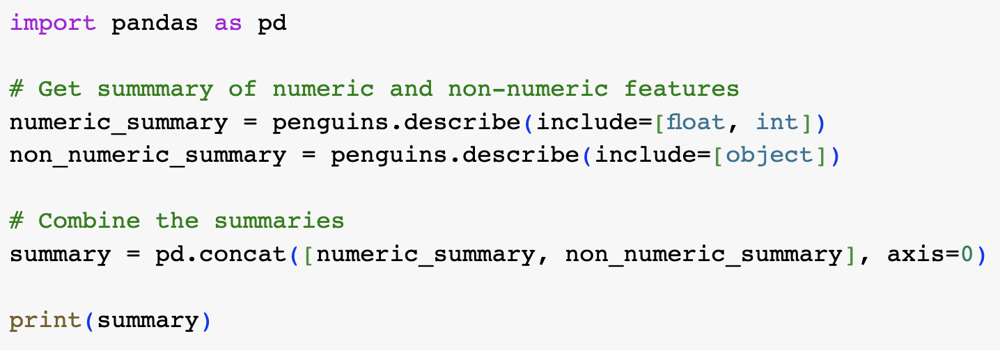 import pandas as pd
# Get summmary of numeric and non-numeric features
numeric_summary = penguins.describe(include=[float, int])
non_numeric_summary = penguins.describe(include=[object])
# Combine the summaries
summary = pd.concat([numeric_summary, non_numeric_summary], axis=0)
print(summary)